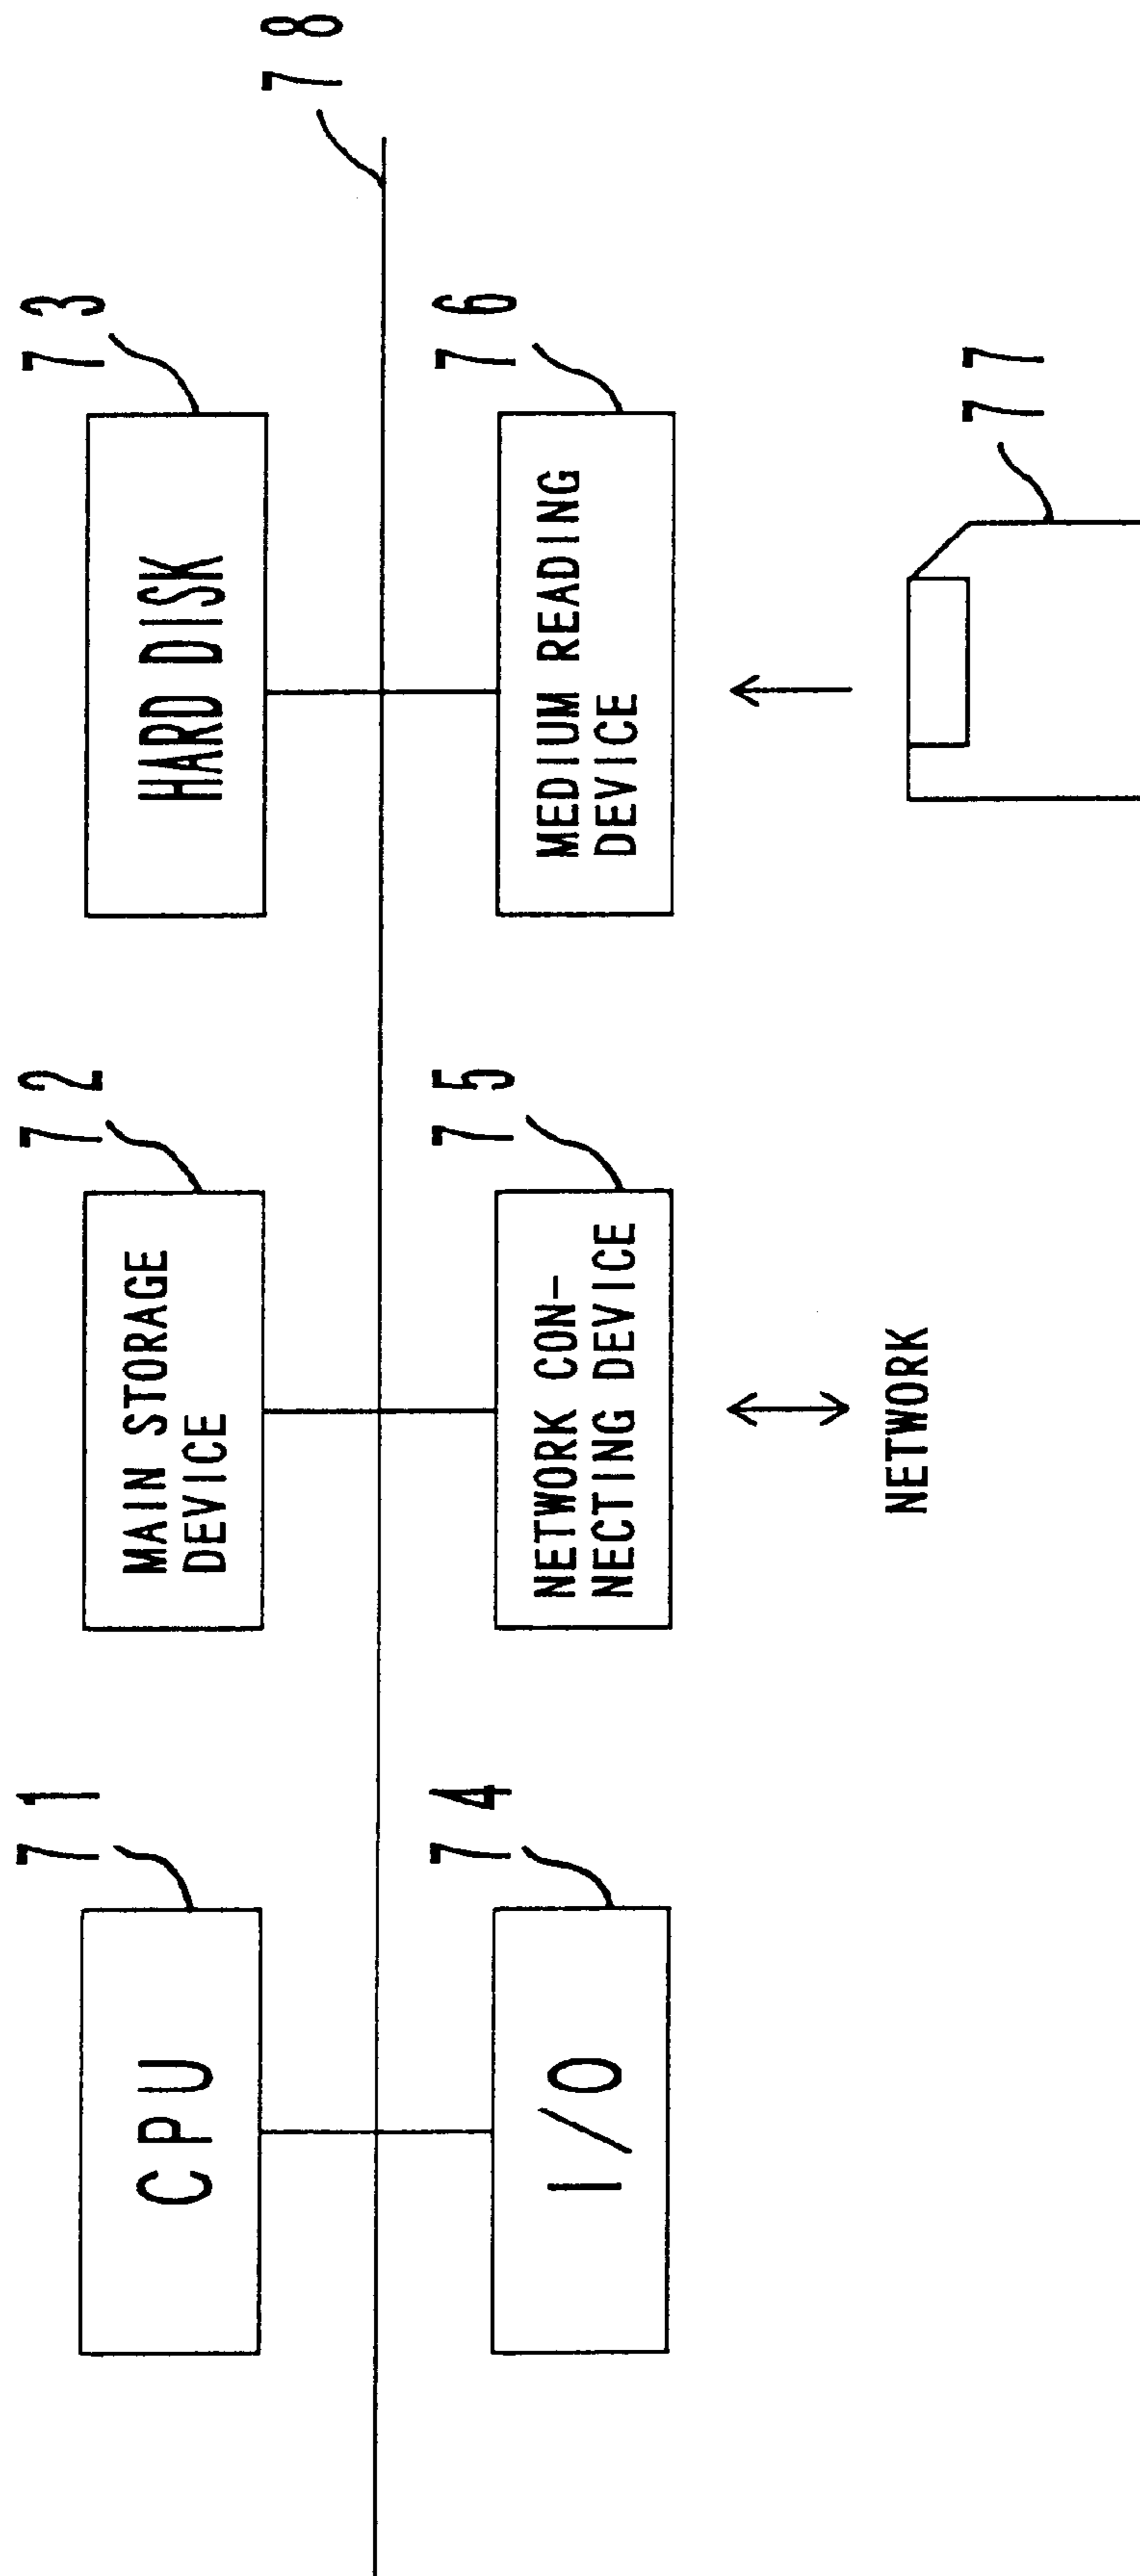 71
CPU
72
MAIN STORAGE
DEVICE
73
HARD DISK
78
74
I/O
75
NETWORK CON-
NECTING DEVICE
76
MEDIUM READING
DEVICE
NETWORK
77